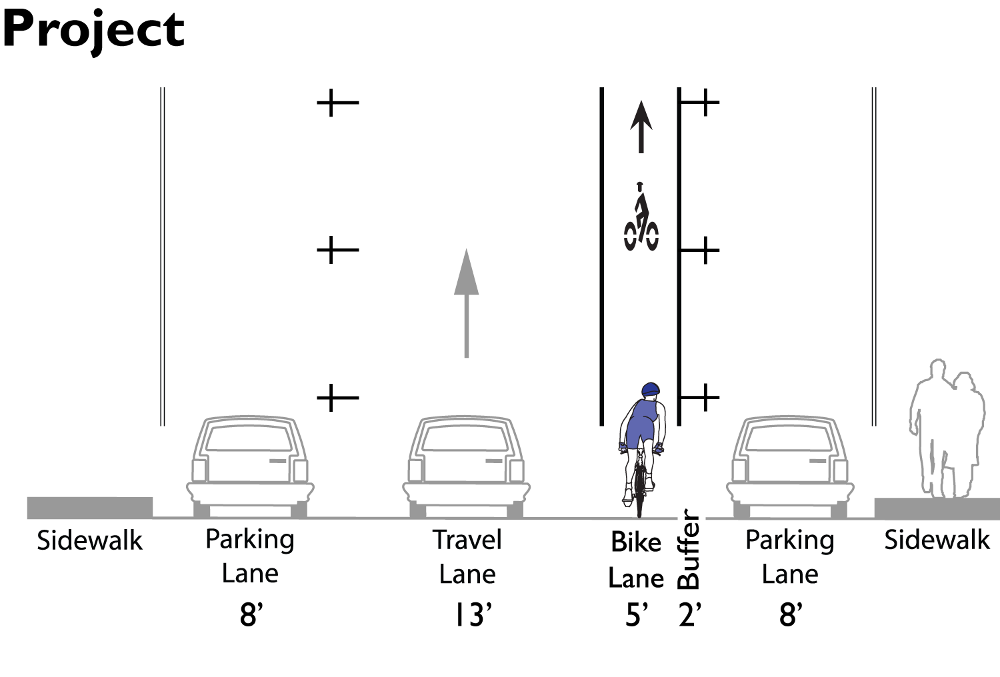 Project
Sidewalk
Parking
Lane
8’
Travel
Lane
13’
Bike
Lane
5’
Buffer
2’
Parking
Lane
8’
Sidewalk